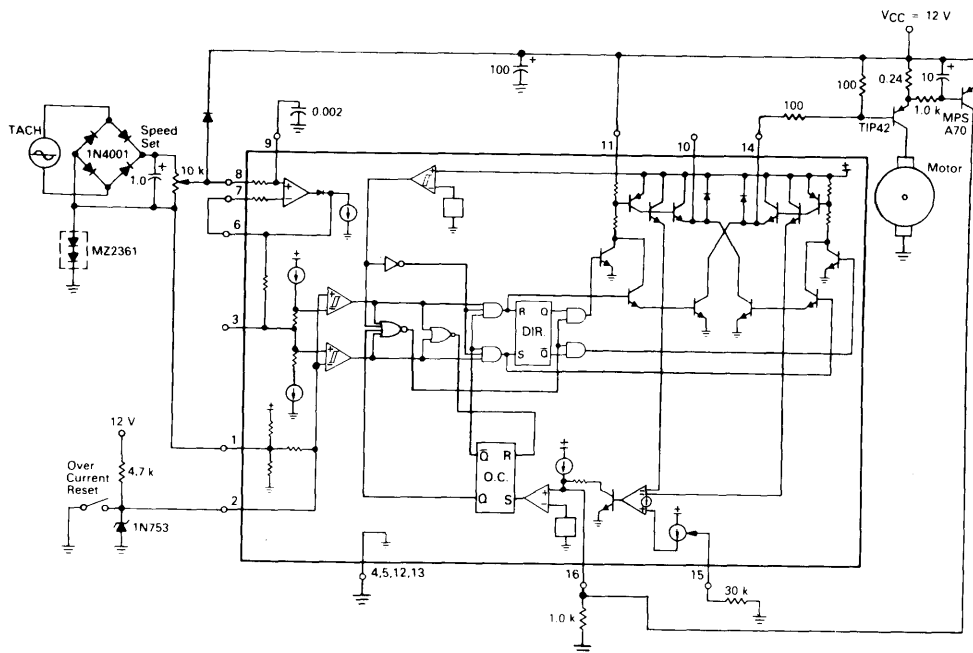 VCC = 12 V
100
+
0.24
10
+
100
0.002
100
1.0 k
TIP42
MPS
A70
TACH
Speed
Set
9
11
10
14
1N4001
+
1.0
10 k
8
7
6
Motor
MZ2361
3
R
Q
DIR.
S
Q̅
12 V
1
Q̅
R
O.C.
Q
S
Over
Current
Reset
4.7 k
2
1N753
4,5,12,13
16
15
30 k
1.0 k